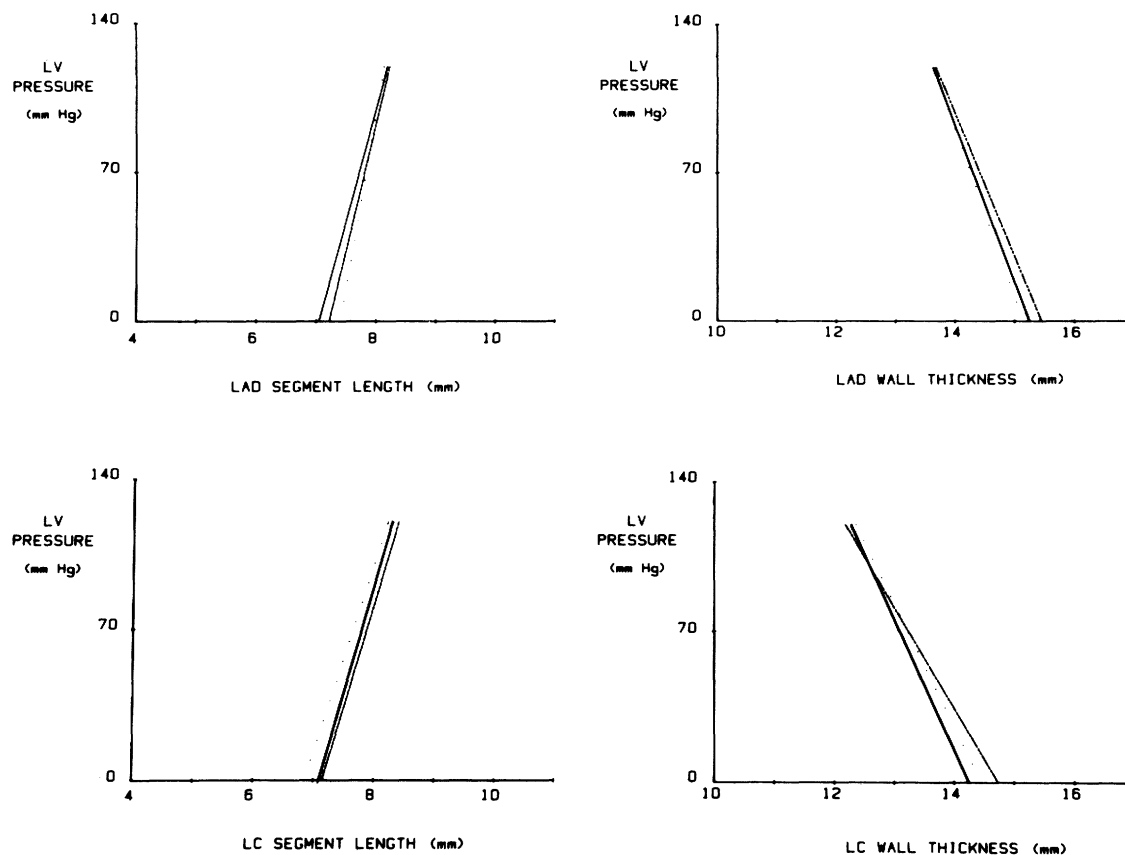 140
LV
PRESSURE
(mm Hg)
70
0
4 6 8 10
LAD SEGMENT LENGTH (mm)
140
LV
PRESSURE
(mm Hg)
70
0
10 12 14 16
LAD WALL THICKNESS (mm)
140
LV
PRESSURE
(mm Hg)
70
0
4 6 8 10
LC SEGMENT LENGTH (mm)
140
LV
PRESSURE
(mm Hg)
70
0
10 12 14 16
LC WALL THICKNESS (mm)